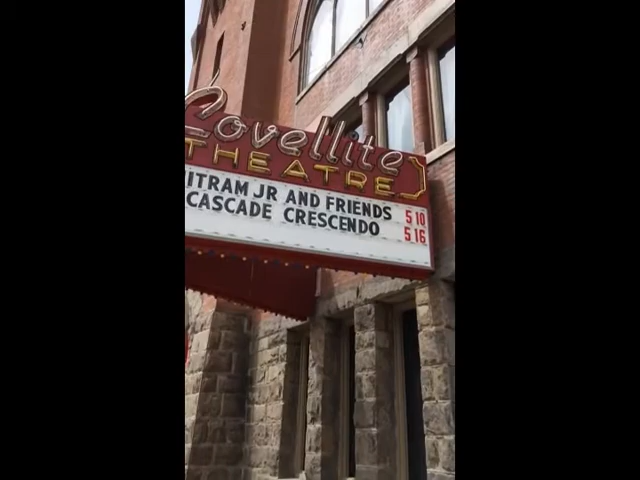 Lovellite
THEATRE
ITRAM JR AND FRIENDS 5 10
CASCADE CRESCENDO 5 16